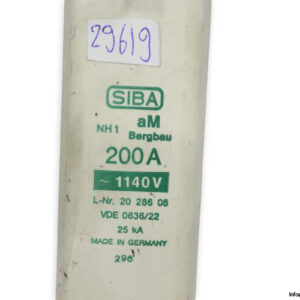 29619
SIBA
NH1 aM
Bergbau
200A
~ 1140V
L-Nr. 20 286 08
VDE 0636/22
25 kA
MADE IN GERMANY
296